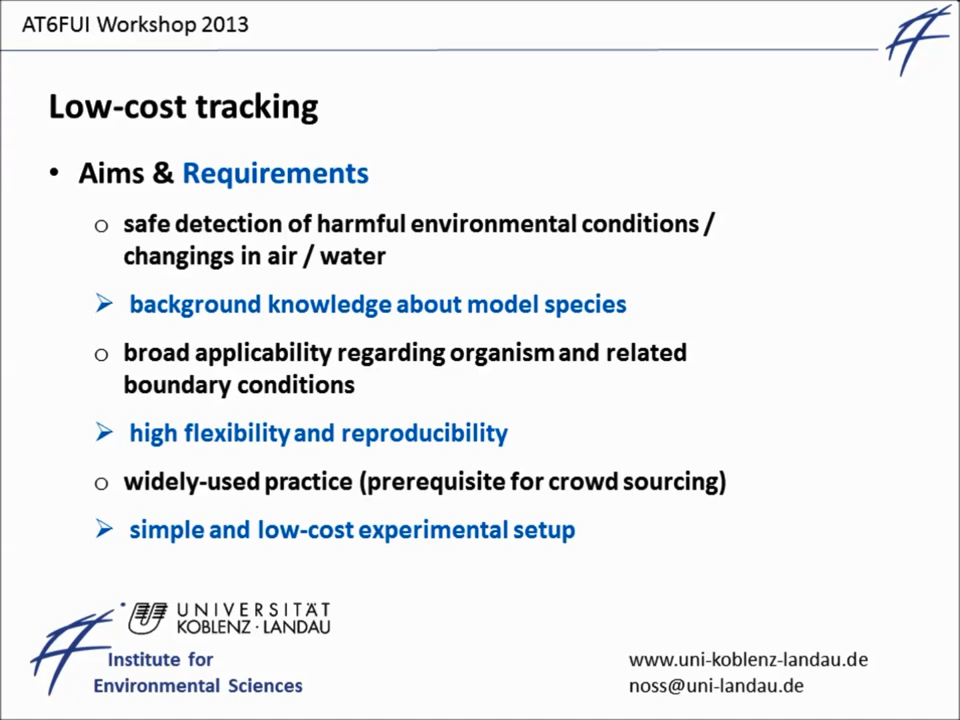 AT6FUI Workshop 2013
Low-cost tracking
• Aims & Requirements
o safe detection of harmful environmental conditions /
changings in air / water
➢ background knowledge about model species
o broad applicability regarding organism and related
boundary conditions
➢ high flexibility and reproducibility
o widely-used practice (prerequisite for crowd sourcing)
➢ simple and low-cost experimental setup
UNIVERSITÄT
KOBLENZ · LANDAU
Institute for
Environmental Sciences
www.uni-koblenz-landau.de
noss@uni-landau.de